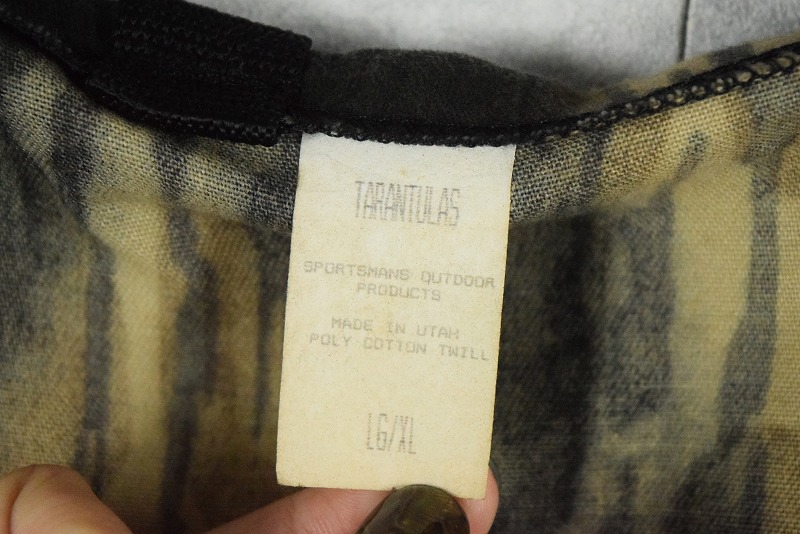 TARANTULAS
SPORTSMANS OUTDOOR
PRODUCTS
MADE IN UTAH
POLY COTTON TWILL
LG/XL